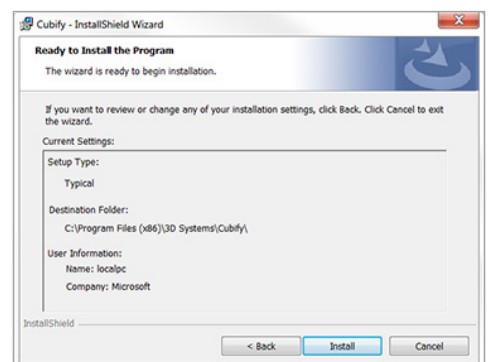 Cubify - InstallShield Wizard
Ready to Install the Program
The wizard is ready to begin installation.
If you want to review or change any of your installation settings, click Back. Click Cancel to exit
the wizard.
Current Settings:
Setup Type:
Typical
Destination Folder:
C:\Program Files (x86)\3D Systems\Cubify\
User Information:
Name: localpc
Company: Microsoft
InstallShield
< Back Install Cancel